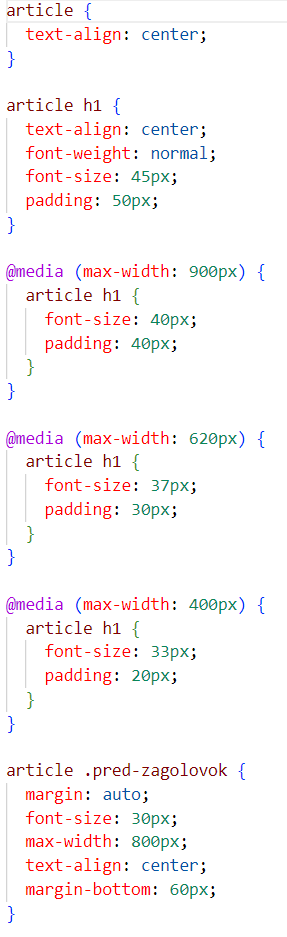 article {
  text-align: center;
}

article h1 {
  text-align: center;
  font-weight: normal;
  font-size: 45px;
  padding: 50px;
}

@media (max-width: 900px) {
  article h1 {
    font-size: 40px;
    padding: 40px;
  }
}

@media (max-width: 620px) {
  article h1 {
    font-size: 37px;
    padding: 30px;
  }
}

@media (max-width: 400px) {
  article h1 {
    font-size: 33px;
    padding: 20px;
  }
}

article .pred-zagolovok {
  margin: auto;
  font-size: 30px;
  max-width: 800px;
  text-align: center;
  margin-bottom: 60px;
}